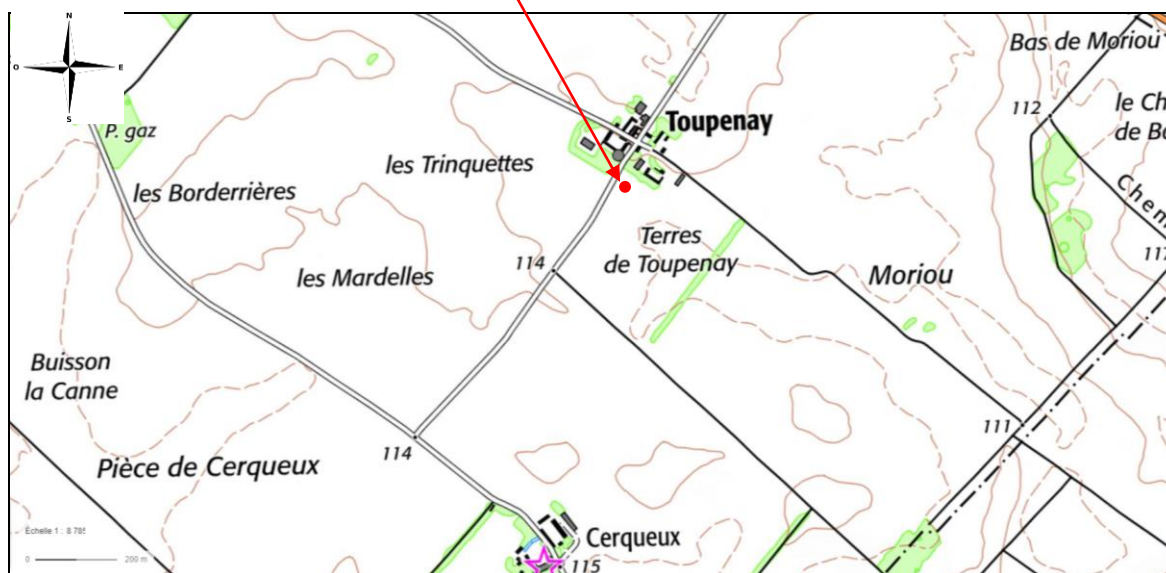 N
O
E
S
P. gaz
les Borderrières
les Trinquettes
Toupenay
Bas de Moriou
112
le Ch
de Bo
Chem
117
les Mardelles
114
Terres
de Toupenay
Moriou
Buisson
la Canne
114
Pièce de Cerqueux
111
Cerqueux
115
Échelle 1 : 8 785
0
200 m